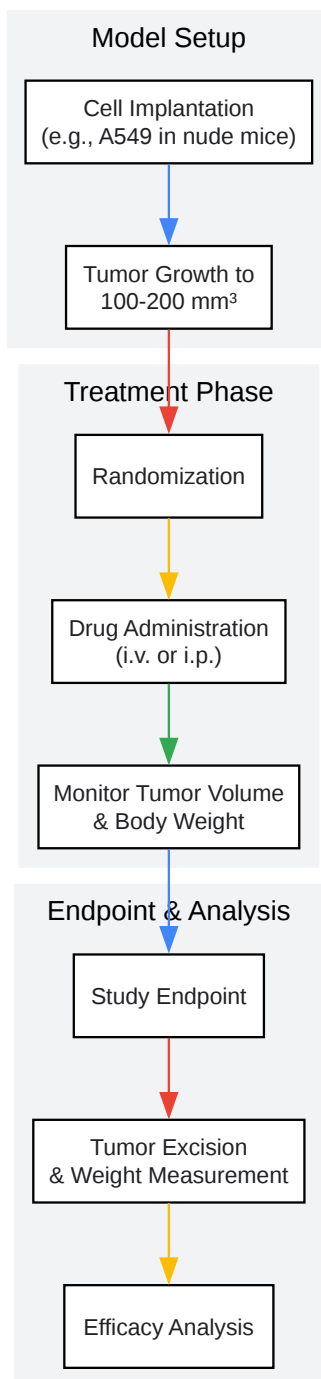 Model Setup
Cell Implantation
(e.g., A549 in nude mice)
Tumor Growth to
100-200 mm³
Treatment Phase
Randomization
Drug Administration
(i.v. or i.p.)
Monitor Tumor Volume
& Body Weight
Endpoint & Analysis
Study Endpoint
Tumor Excision
& Weight Measurement
Efficacy Analysis